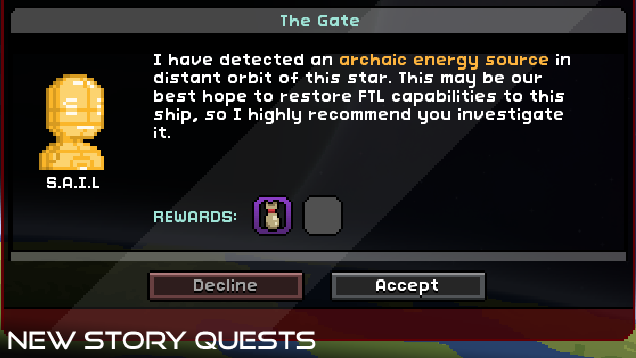 The Gate
I have detected an archaic energy source in
distant orbit of this star. This may be our
best hope to restore FTL capabilities to this
ship, so I highly recommend you investigate
it.
S.A.I.L
REWARDS:
Decline
Accept
NEW STORY QUESTS